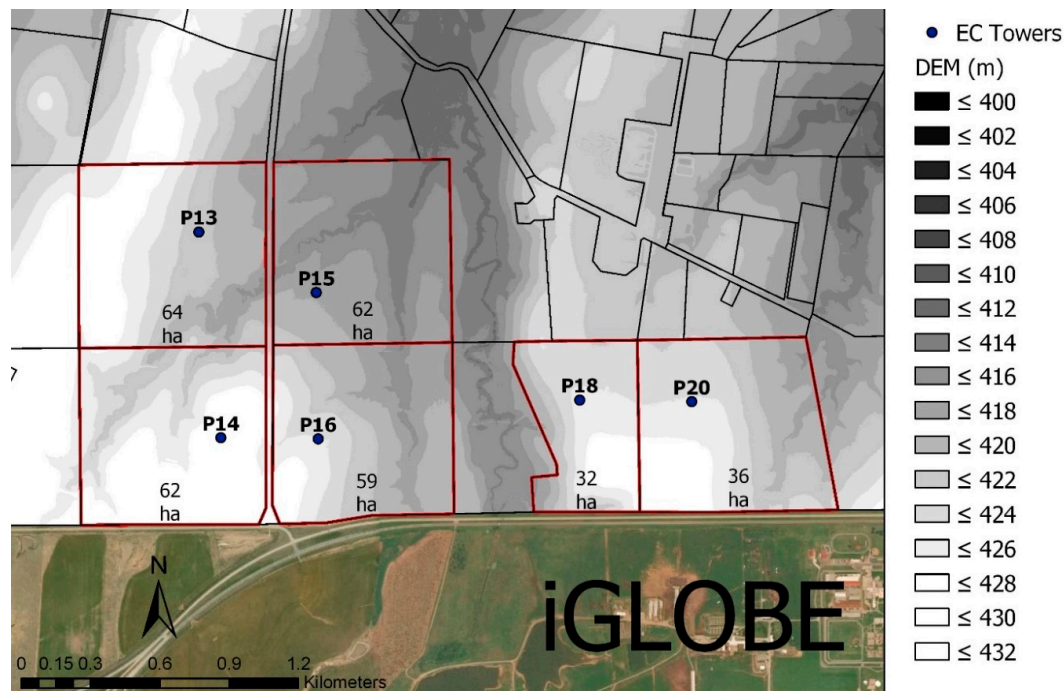 EC Towers
DEM (m)
≤ 400
≤ 402
≤ 404
≤ 406
≤ 408
≤ 410
≤ 412
≤ 414
≤ 416
≤ 418
≤ 420
≤ 422
≤ 424
≤ 426
≤ 428
≤ 430
≤ 432
P13
P15
64
ha
62
ha
P14
P16
P18
P20
62
ha
59
ha
32
ha
36
ha
N
iGLOBE
0 0.15 0.3 0.6 0.9 1.2
Kilometers